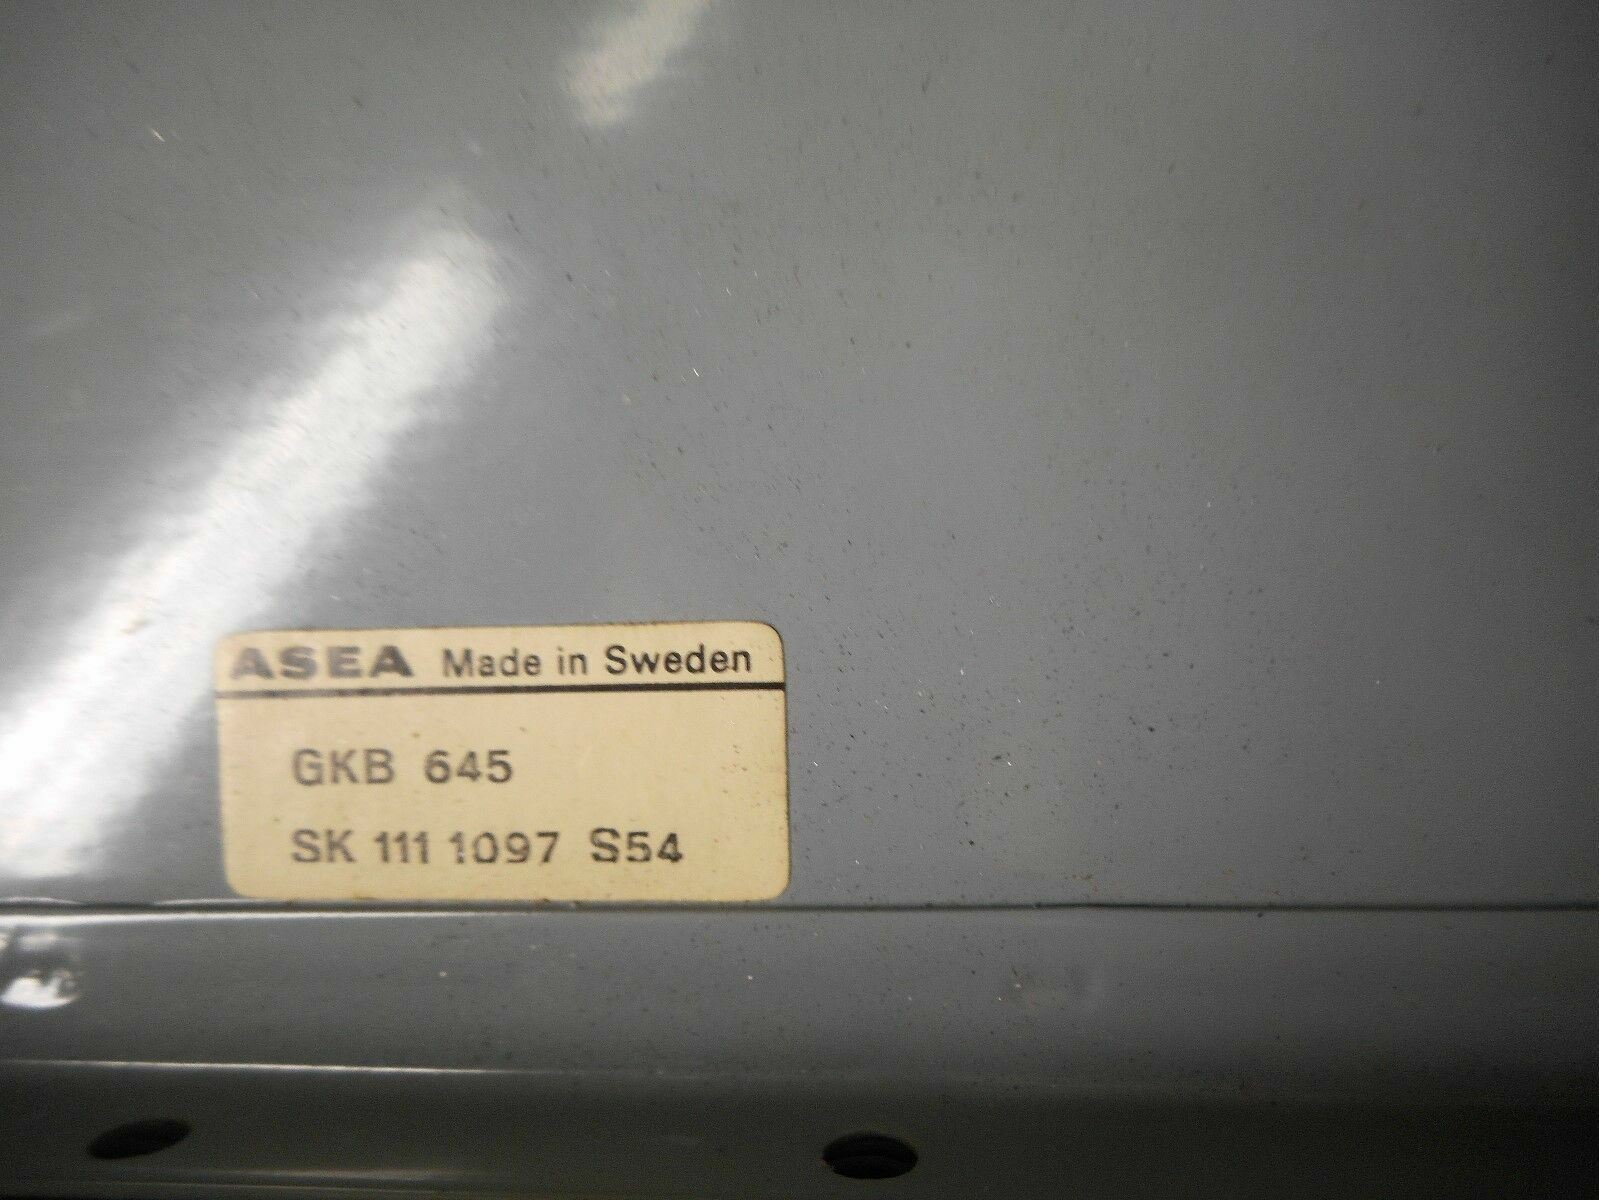 ASEA Made in Sweden
GKB 645
SK 111 1097 S54